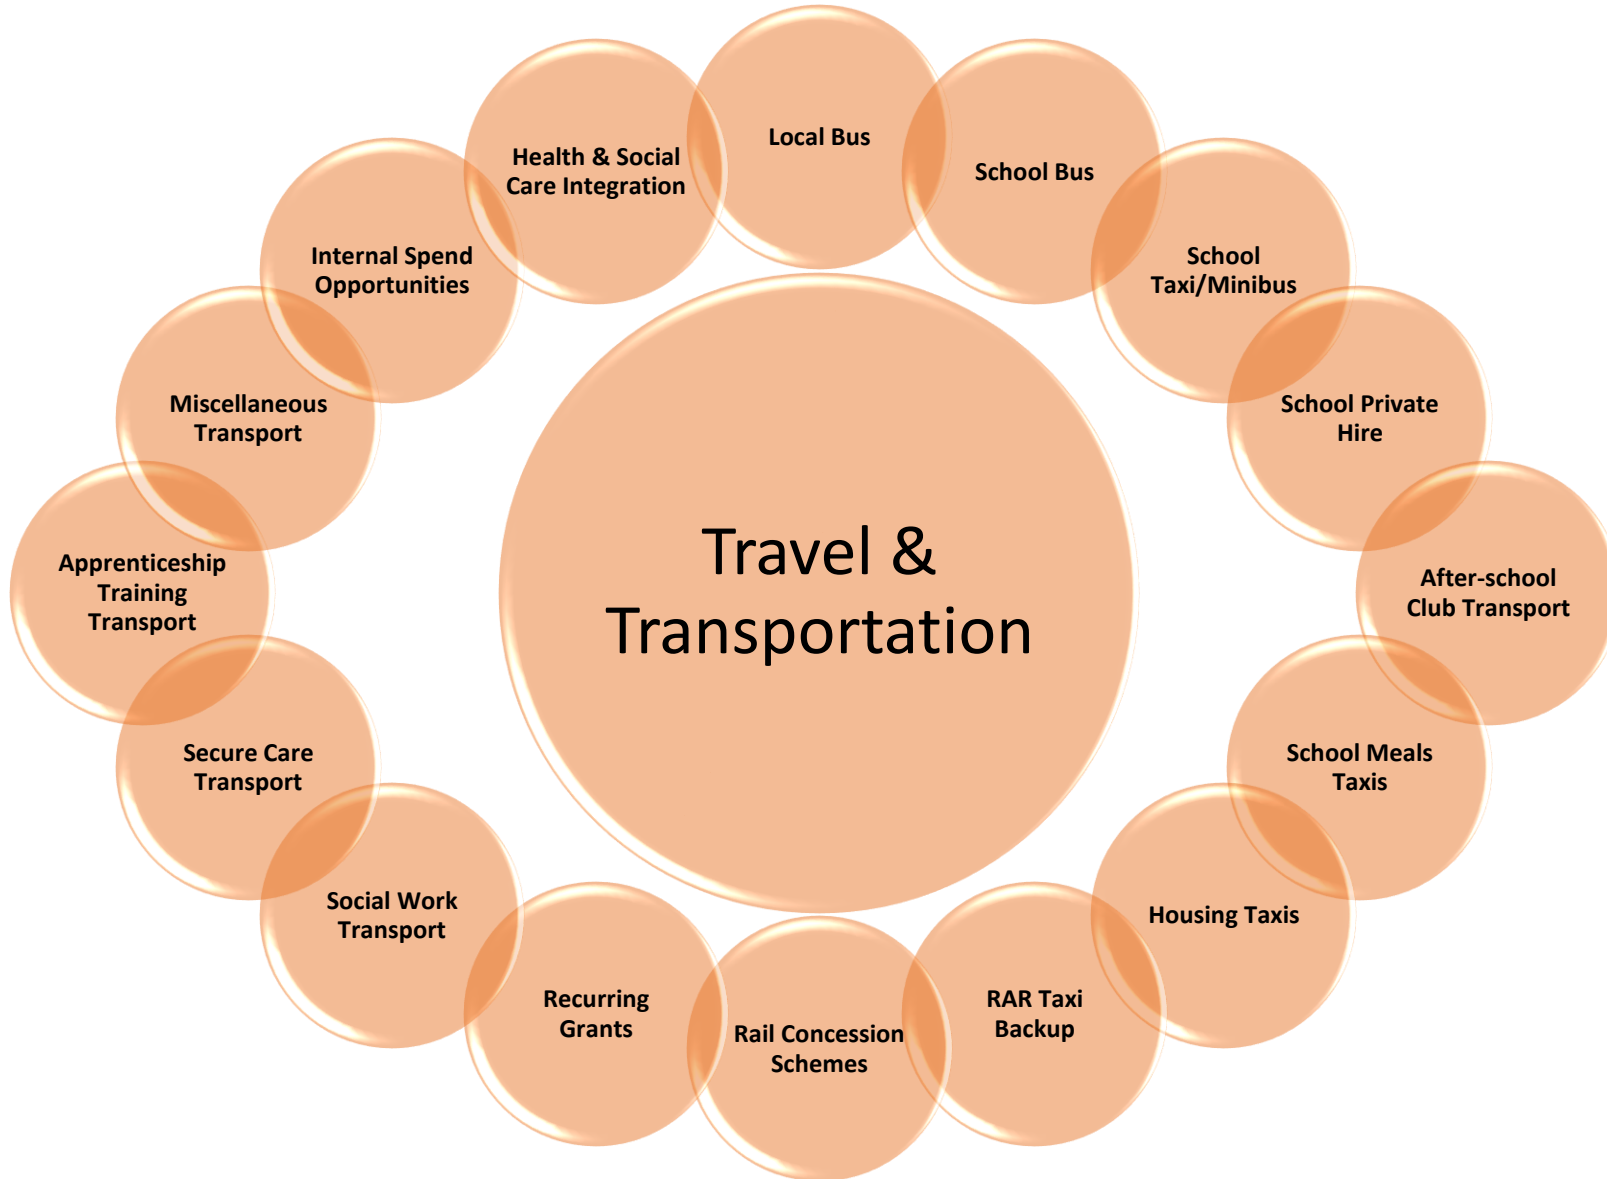 Local Bus
School Bus
School
Taxi/Minibus
School Private
Hire
After-school
Club Transport
School Meals
Taxis
Housing Taxis
RAR Taxi
Backup
Rail Concession
Schemes
Recurring
Grants
Social Work
Transport
Secure Care
Transport
Apprenticeship
Training
Transport
Miscellaneous
Transport
Internal Spend
Opportunities
Health & Social
Care Integration
Travel &
Transportation